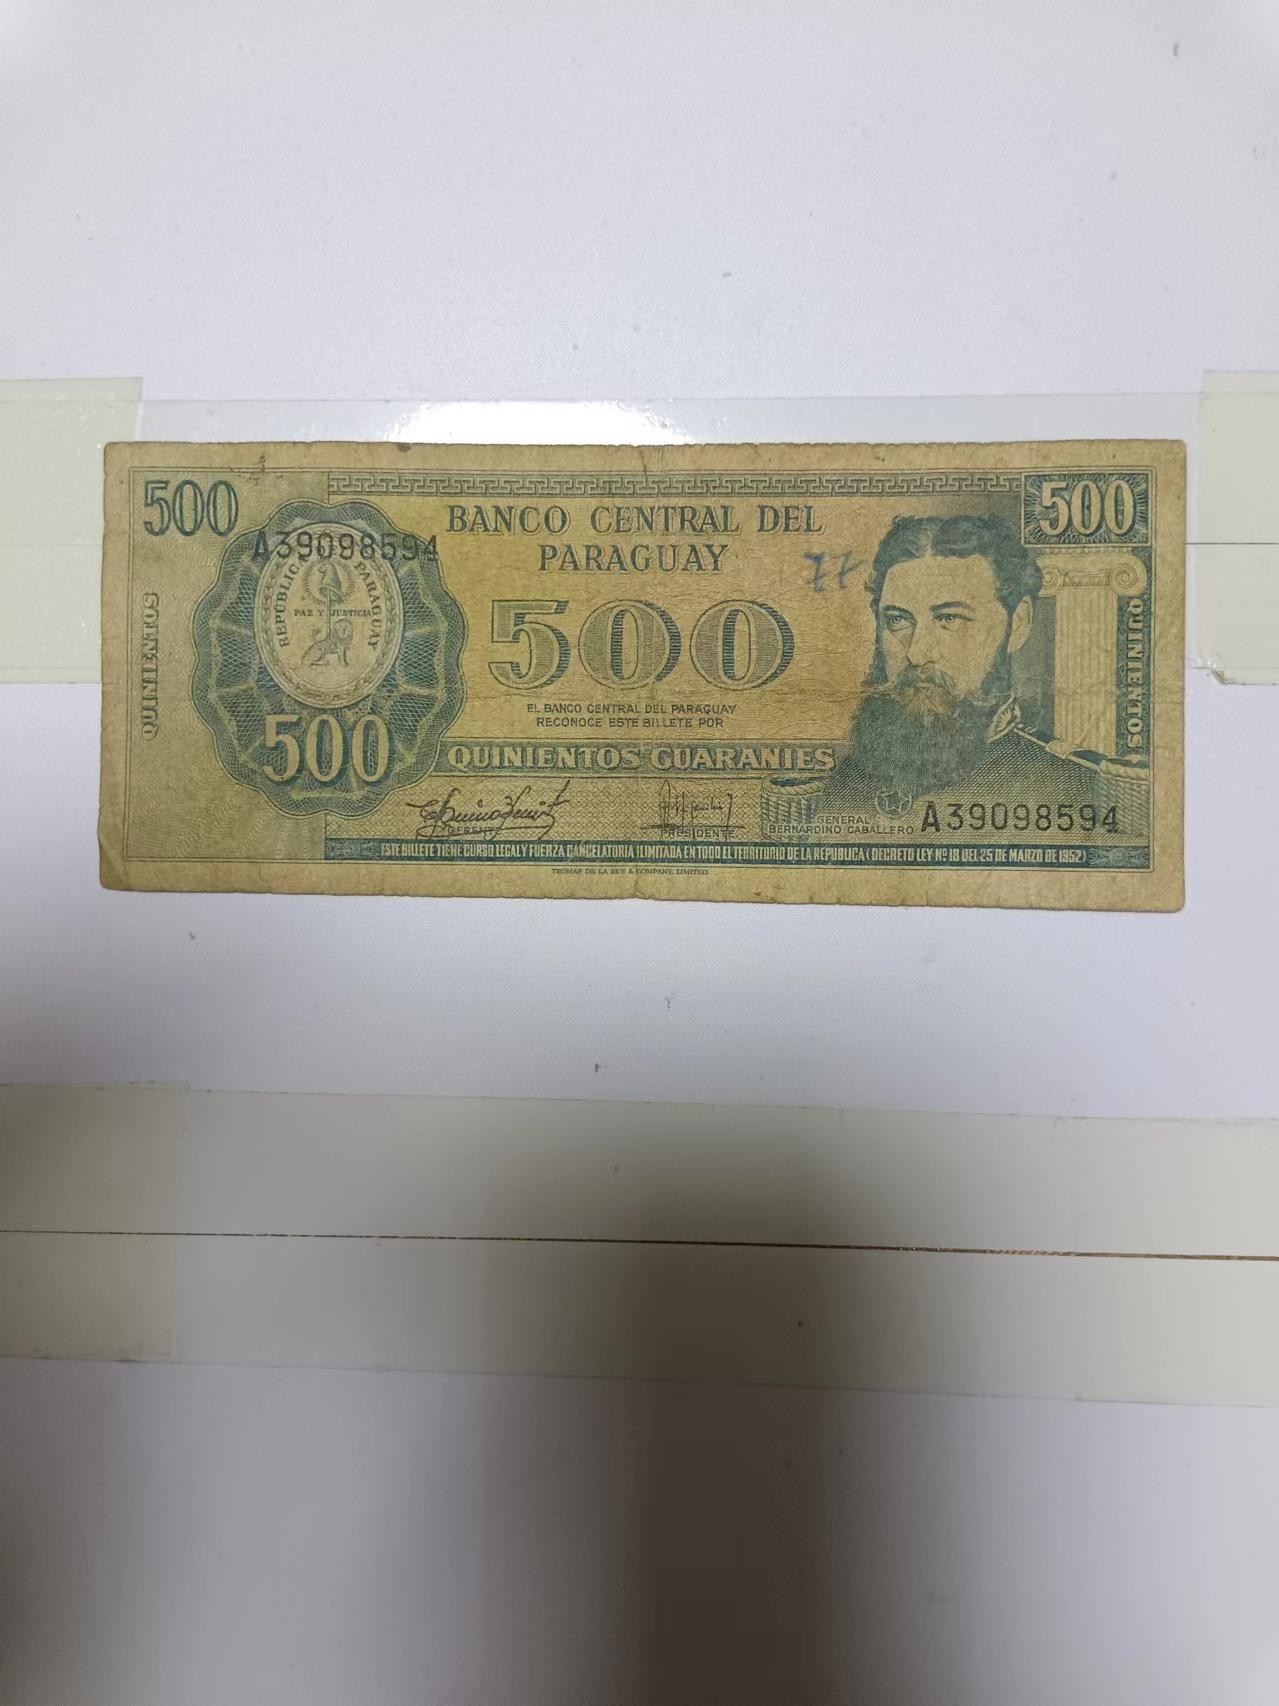 500
500
BANCO CENTRAL DEL
PARAGUAY
A39098594
77
REPÚBLICA PARAGUAY
PAZ Y JUSTICIA
500
QUINIENTOS
QUINIENTOS
EL BANCO CENTRAL DEL PARAGUAY
RECONOCE ESTE BILLETE POR
500
QUINIENTOS GUARANIES
GERENTE
PRESIDENTE
GENERAL
BERNARDINO CABALLERO
A39098594
ESTE BILLETE TIENE CURSO LEGAL Y FUERZA CANCELATORIA ILIMITADA EN TODO EL TERRITORIO DE LA REPUBLICA (DECRETO LEY Nº 18 DEL 25 DE MARZO DE 1952)
THOMAS DE LA RUE & COMPANY, LIMITED.